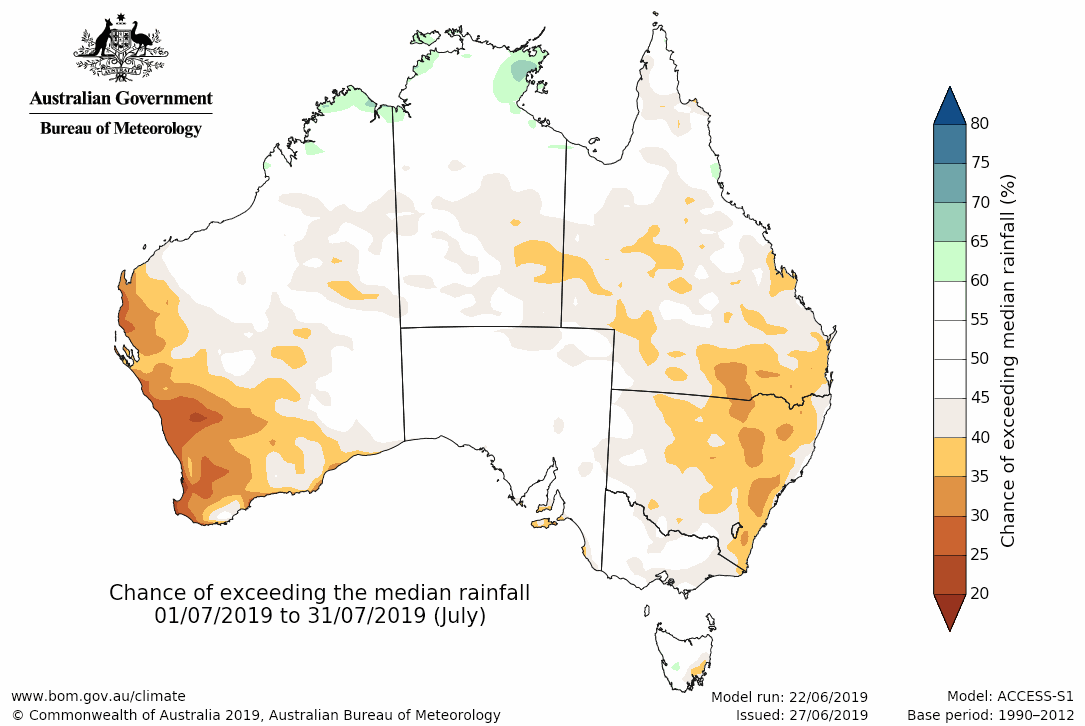 Australian Government
Bureau of Meteorology
80
75
70
65
60
55
50
45
40
35
30
25
20
Chance of exceeding median rainfall (%)
Chance of exceeding the median rainfall
01/07/2019 to 31/07/2019 (July)
www.bom.gov.au/climate
© Commonwealth of Australia 2019, Australian Bureau of Meteorology
Model run: 22/06/2019
Issued: 27/06/2019
Model: ACCESS-S1
Base period: 1990–2012